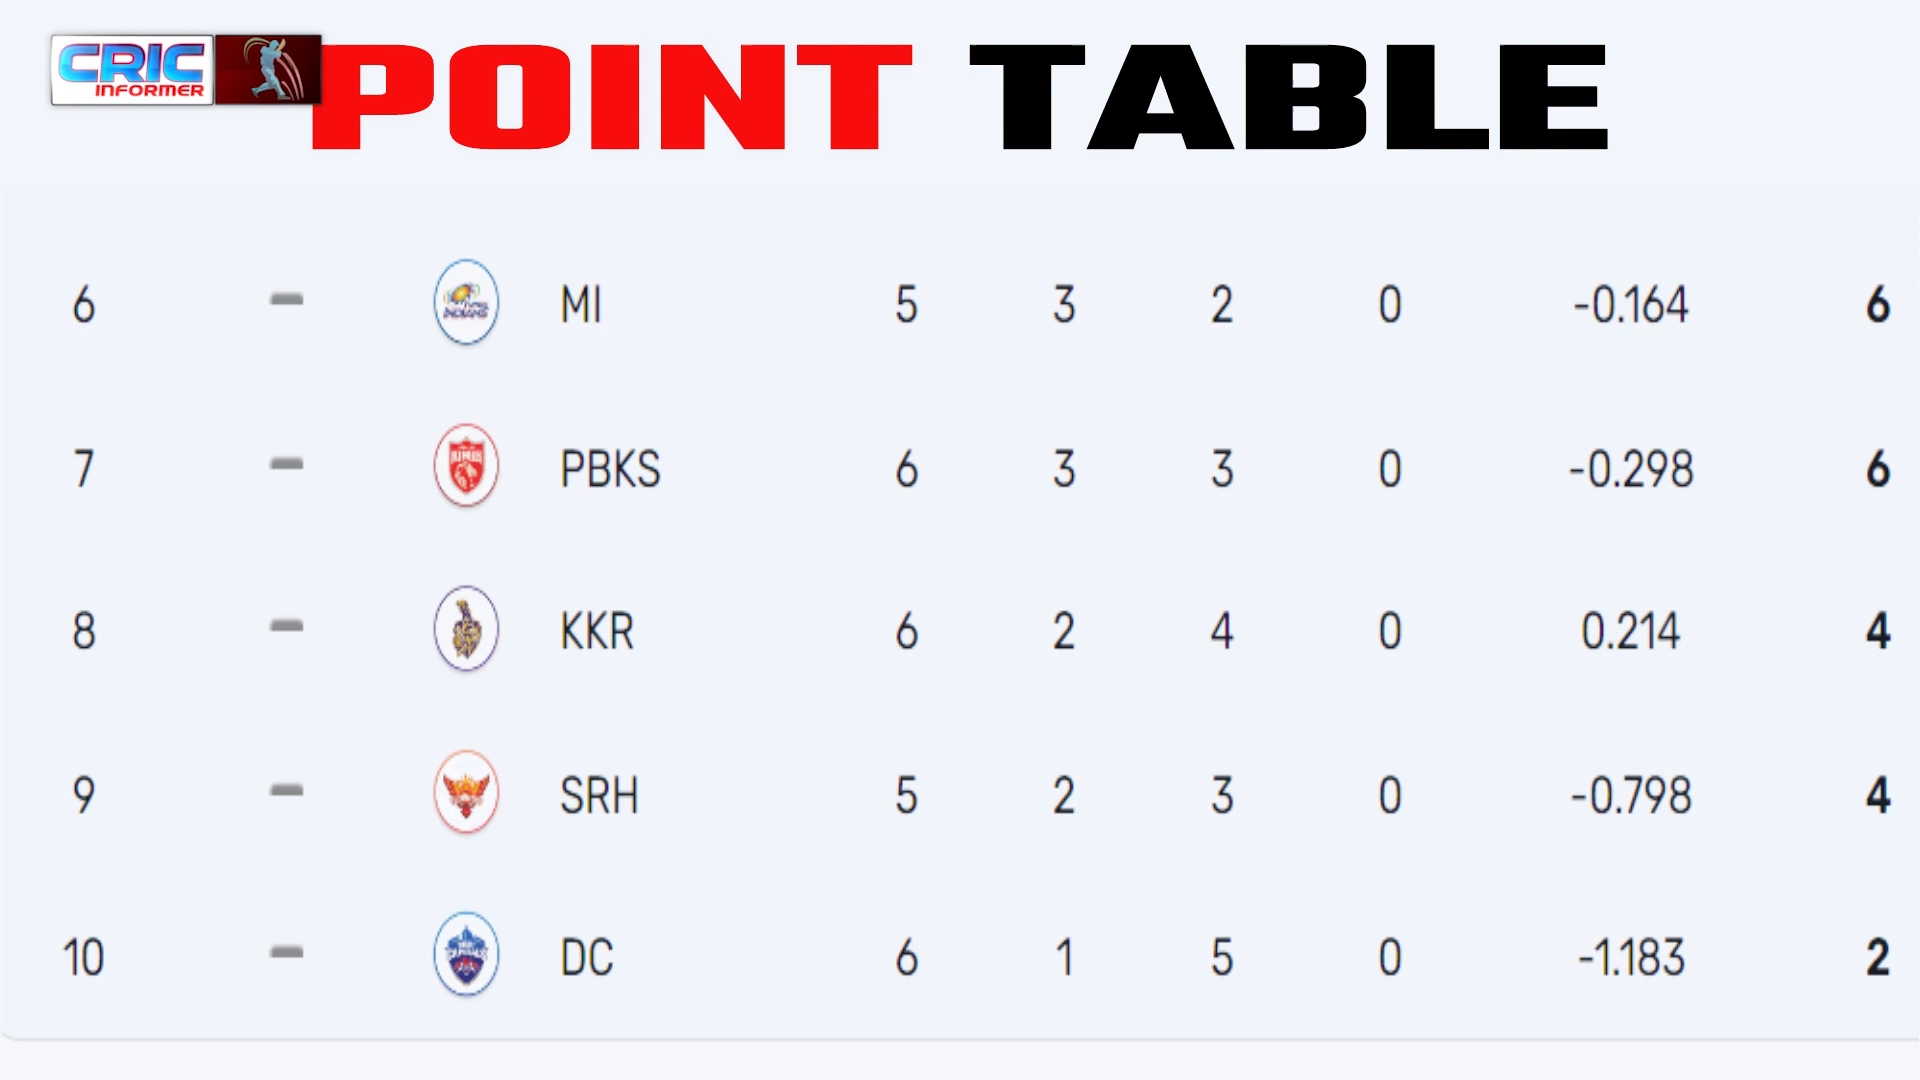 CRIC
INFORMER
POINT TABLE
6 - MI 5 3 2 0 -0.164 6
7 - PBKS 6 3 3 0 -0.298 6
8 - KKR 6 2 4 0 0.214 4
9 - SRH 5 2 3 0 -0.798 4
10 - DC 6 1 5 0 -1.183 2